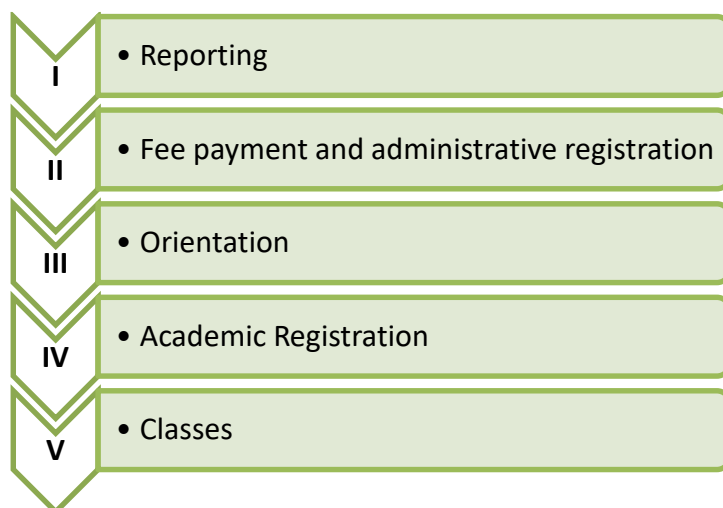 I
• Reporting
II
• Fee payment and administrative registration
III
• Orientation
IV
• Academic Registration
V
• Classes